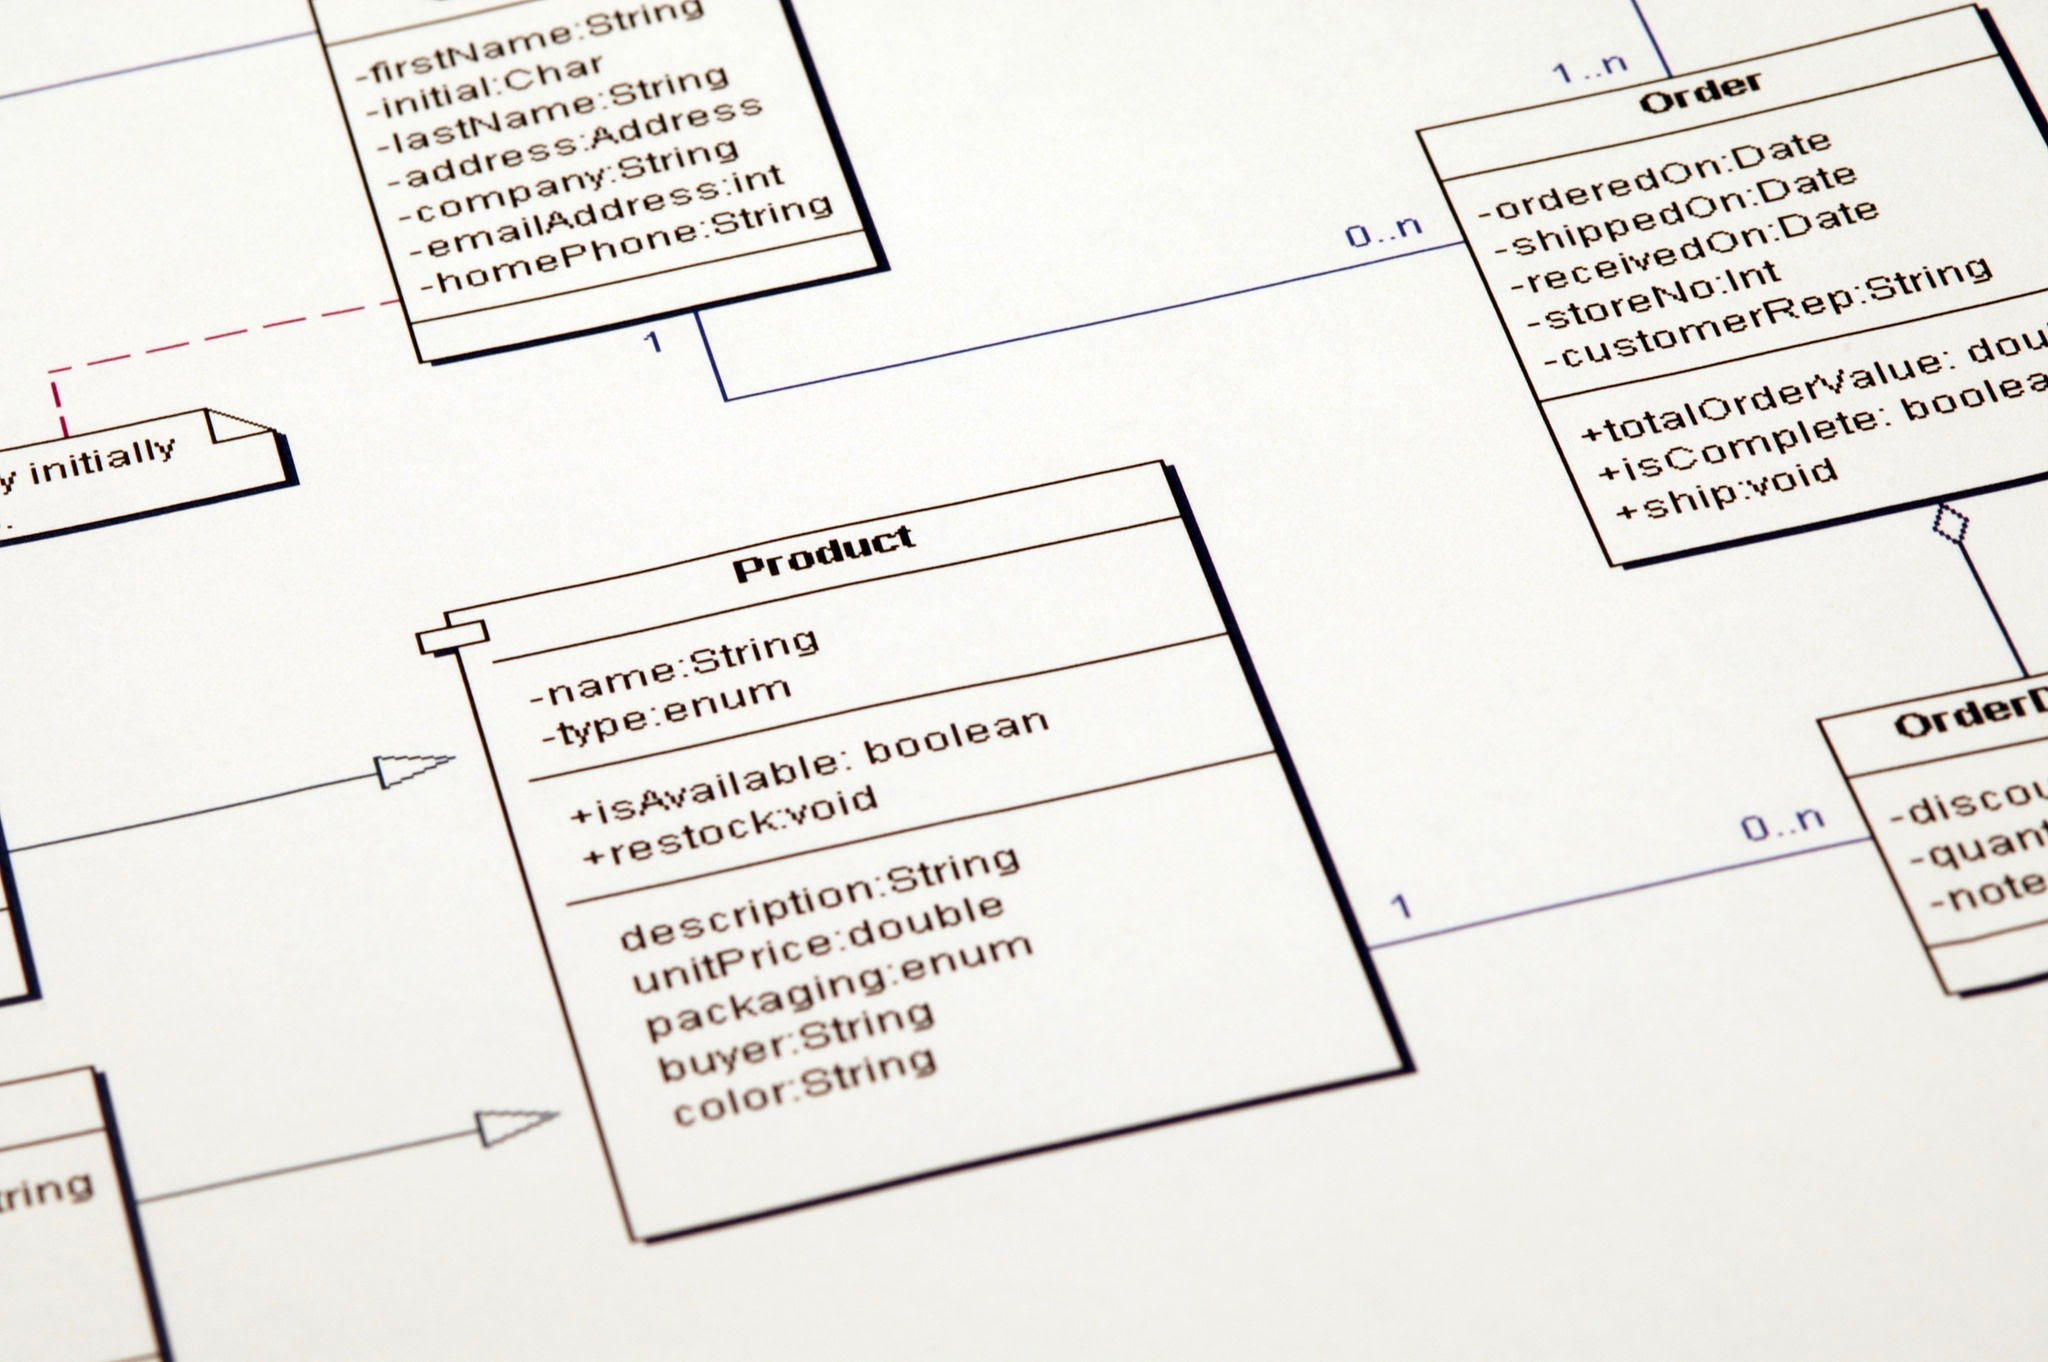 -firstName:String
-initial:Char
-lastName:String
-address:Address
-company:String
-emailAddress:int
-homePhone:String
1
0..n
1..n
Order
-orderedOn:Date
-shippedOn:Date
-receivedOn:Date
-storeNo:Int
-customerRep:String
+totalOrderValue:
+isComplete:
+ship:void
initially
Product
-name:String
-type:enum
+isAvailable: boolean
+restock:void
description:String
unitPrice:double
packaging:enum
buyer:String
color:String
1
0..n